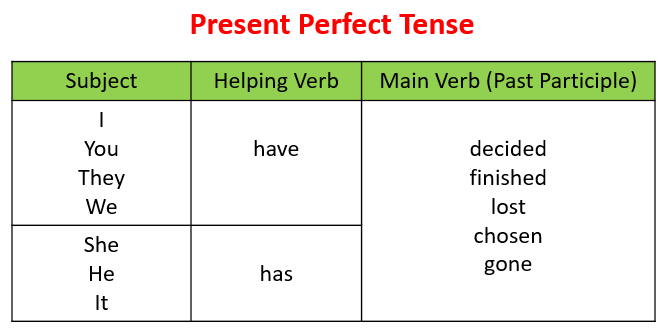 Present Perfect Tense
Subject Helping Verb Main Verb (Past Participle)
I
You
They
We
have
She
He
It
has
decided
finished
lost
chosen
gone